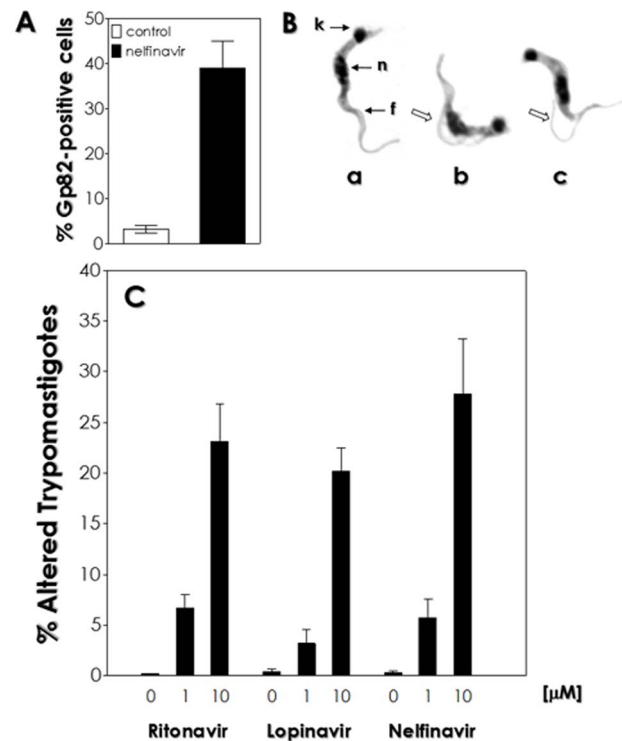 A
% Gp82-positive cells
50
40
30
20
10
0
control
nelfinavir
B
k
n
f
a b c
C
% Altered Trypomastigotes
40
35
30
25
20
15
10
5
0
0 1 10 0 1 10 0 1 10 [µM]
Ritonavir Lopinavir Nelfinavir